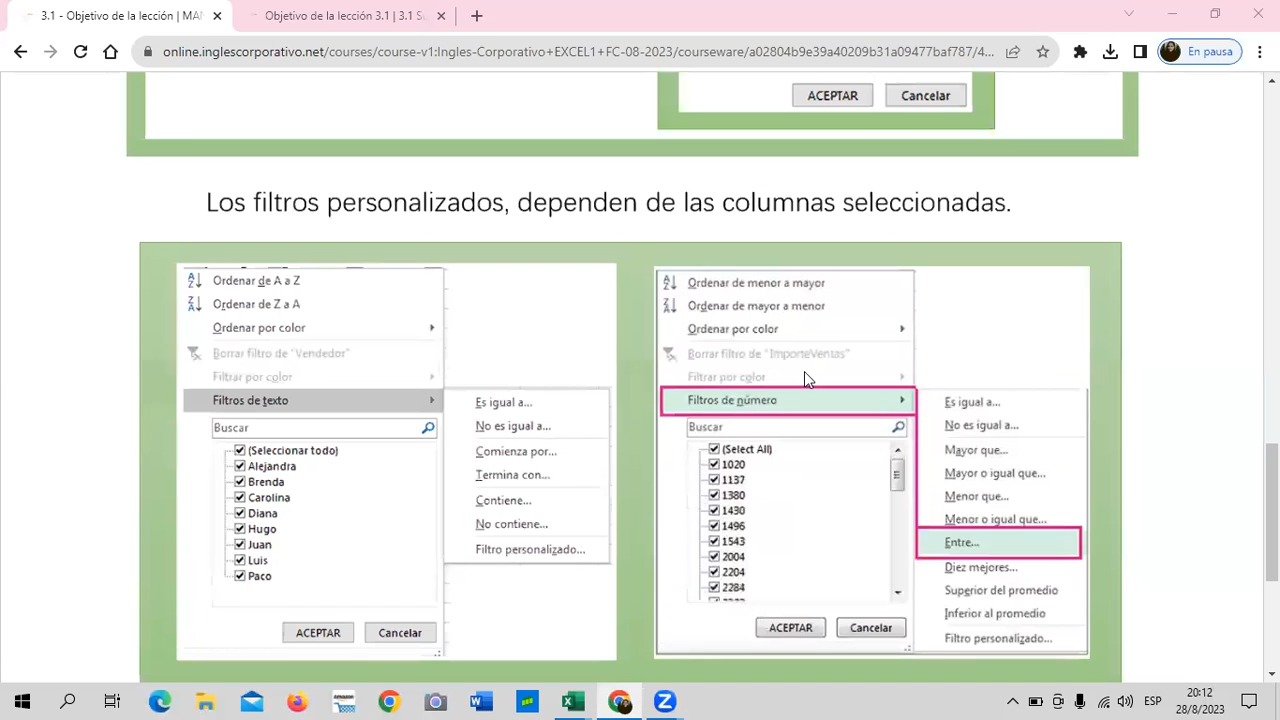 3.1 - Objetivo de la lección | MAN
Objetivo de la lección 3.1 | 3.1 S
online.inglescorporativo.net/courses/course-v1:Ingles-Corporativo+EXCEL1+FC-08-2023/courseware/a02804b9e39a40209b31a09477baf787/4...
En pausa
ACEPTAR
Cancelar
Los filtros personalizados, dependen de las columnas seleccionadas.
Ordenar de A a Z
Ordenar de Z a A
Ordenar por color
Borrar filtro de "Vendedor"
Filtrar por color
Filtros de texto
Buscar
(Seleccionar todo)
Alejandra
Brenda
Carolina
Diana
Hugo
Juan
Luis
Paco
ACEPTAR
Cancelar
Es igual a...
No es igual a...
Comienza por...
Termina con...
Contiene...
No contiene...
Filtro personalizado...
Ordenar de menor a mayor
Ordenar de mayor a menor
Ordenar por color
Borrar filtro de "ImporteVentas"
Filtrar por color
Filtros de número
Buscar
(Select All)
1020
1137
1380
1430
1496
1543
2004
2204
2284
ACEPTAR
Cancelar
Es igual a...
No es igual a...
Mayor que...
Mayor o igual que...
Menor que...
Menor o igual que...
Entre...
Diez mejores...
Superior del promedio
Inferior al promedio
Filtro personalizado...
ESP
20:12
28/8/2023